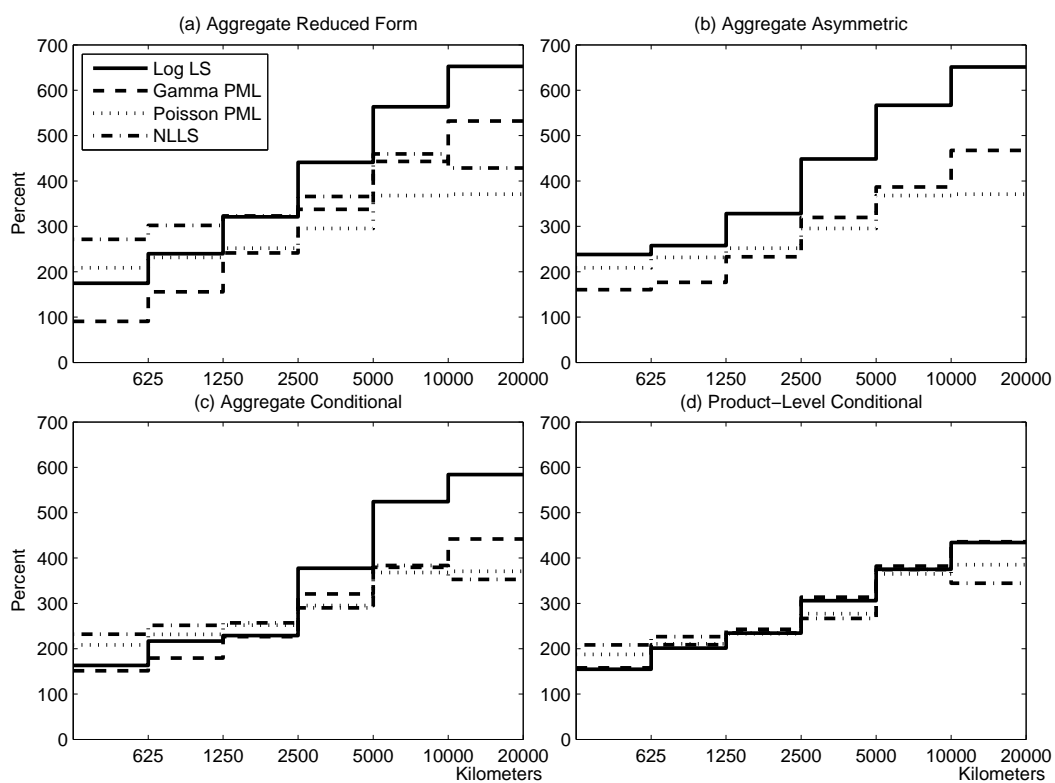 (a) Aggregate Reduced Form
700
600
500
400
300
200
100
0
Percent
Log LS
Gamma PML
Poisson PML
NLLS
625 1250 2500 5000 10000 20000
(b) Aggregate Asymmetric
700
600
500
400
300
200
100
0
625 1250 2500 5000 10000 20000
(c) Aggregate Conditional
700
600
500
400
300
200
100
0
Percent
625 1250 2500 5000 10000 20000
Kilometers
(d) Product−Level Conditional
700
600
500
400
300
200
100
0
625 1250 2500 5000 10000 20000
Kilometers